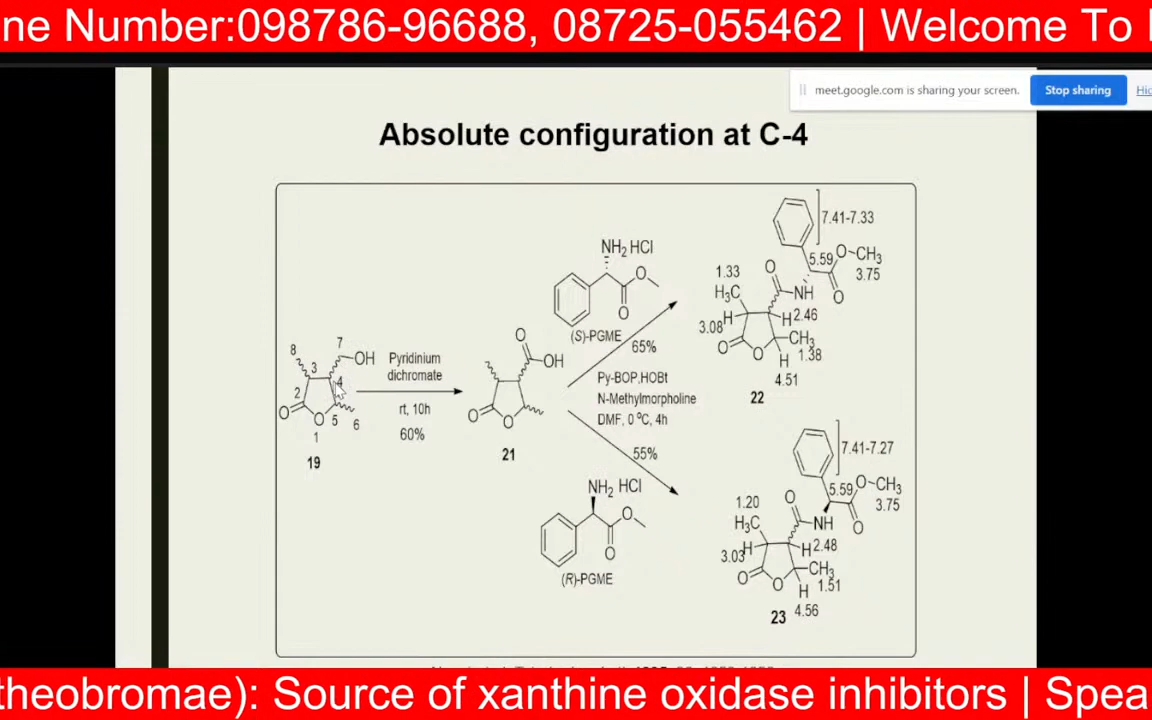 ne Number:098786-96688, 08725-055462 | Welcome To
meet.google.com is sharing your screen.
Stop sharing
Absolute configuration at C-4
7.41-7.33
NH2 HCl
5.59
O CH3
3.75
O
O
O
1.33
H3C
O
NH
(S)-PGME
65%
3.08 H
H 2.46
O
O
CH3
1.38
H
4.51
22
8
7
OH
3
4
2
O
O
5
6
1
19
Pyridinium
dichromate
rt, 10h
60%
O
OH
O
O
21
Py-BOP,HOBt
N-Methylmorpholine
DMF, 0 ºC, 4h
55%
7.41-7.27
NH2 HCl
5.59
O CH3
3.75
O
O
O
(R)-PGME
1.20
H3C
O
NH
3.03 H
H 2.48
O
O
CH3
1.51
H
4.56
23
theobromae): Source of xanthine oxidase inhibitors | Spea